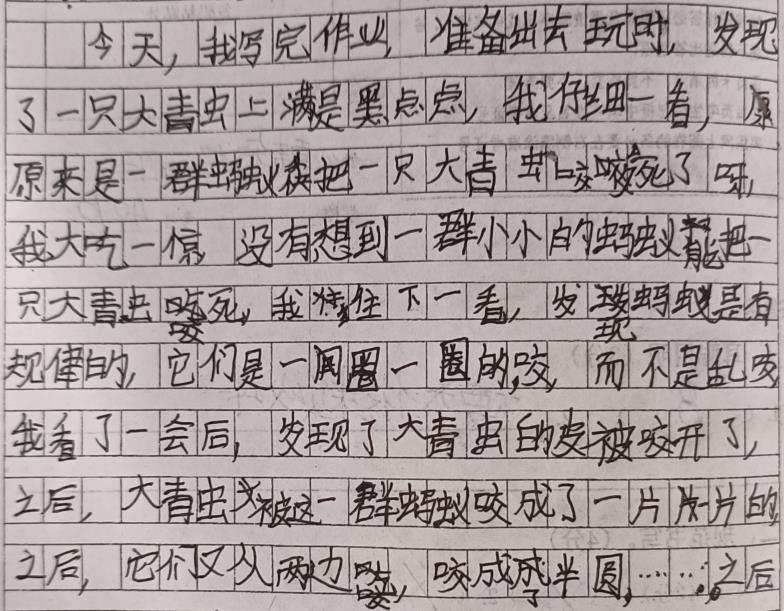 今天，我写完作业，准备出去玩时，发现
了一只大青虫上满是黑点点，我仔细一看，原
原来是一群蚂蚁把一只大青虫咬死了呀，
我大吃一惊 没有想到一群小小的蚂蚁能把一
只大青虫咬死，我往下一看，发现蚂蚁是有
规律的，它们是一圈一圈的，咬，而不是乱咬
我看了一会后，发现了大青虫的皮被咬开了，
之后，大青虫又被这一群蚂蚁咬成了一片片的
之后，它们又从两边咬，咬成了半圆，……。之后